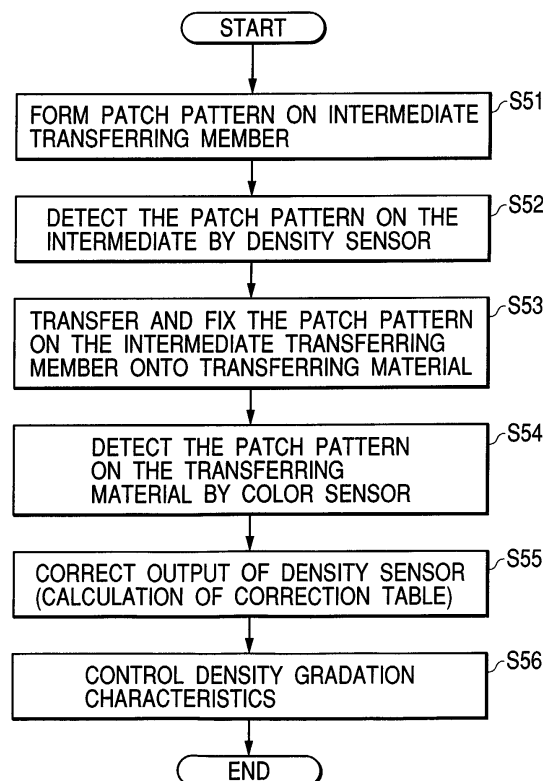 START
FORM PATCH PATTERN ON INTERMEDIATE
TRANSFERRING MEMBER
S51
DETECT THE PATCH PATTERN ON THE
INTERMEDIATE BY DENSITY SENSOR
S52
TRANSFER AND FIX THE PATCH PATTERN
ON THE INTERMEDIATE TRANSFERRING
MEMBER ONTO TRANSFERRING MATERIAL
S53
DETECT THE PATCH PATTERN
ON THE TRANSFERRING
MATERIAL BY COLOR SENSOR
S54
CORRECT OUTPUT OF DENSITY SENSOR
(CALCULATION OF CORRECTION TABLE)
S55
CONTROL DENSITY GRADATION
CHARACTERISTICS
S56
END